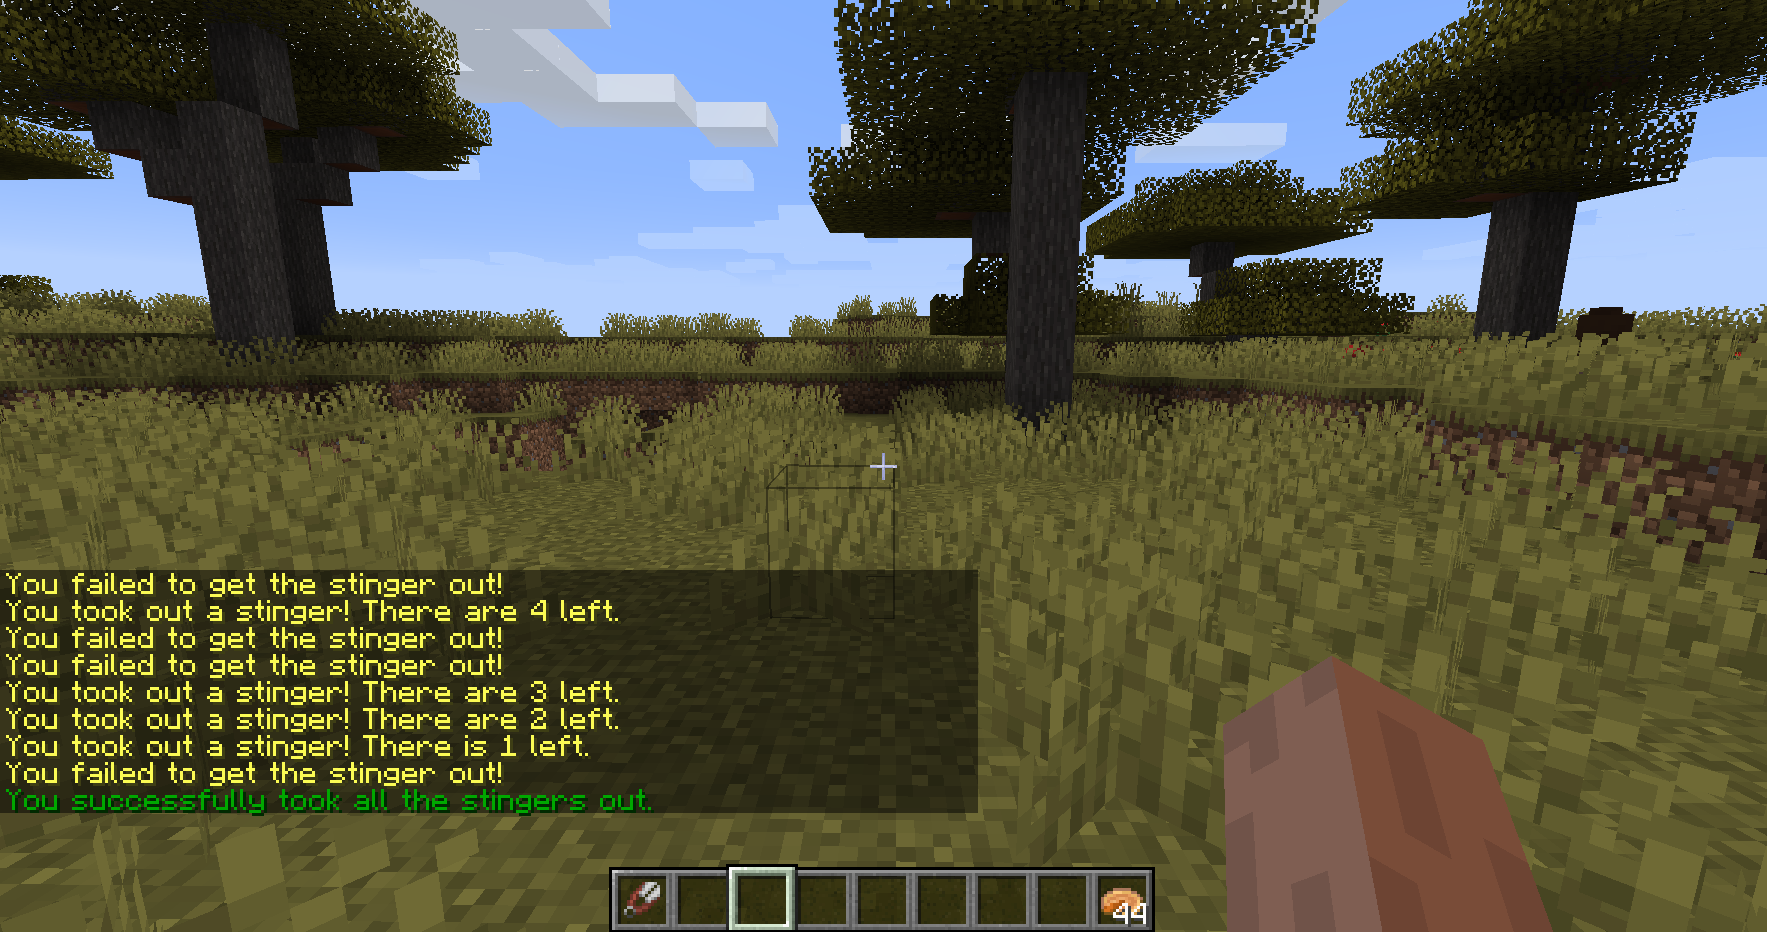 You failed to get the stinger out!
You took out a stinger! There are 4 left.
You failed to get the stinger out!
You failed to get the stinger out!
You took out a stinger! There are 3 left.
You took out a stinger! There are 2 left.
You took out a stinger! There is 1 left.
You failed to get the stinger out!
You successfully took all the stingers out.
44